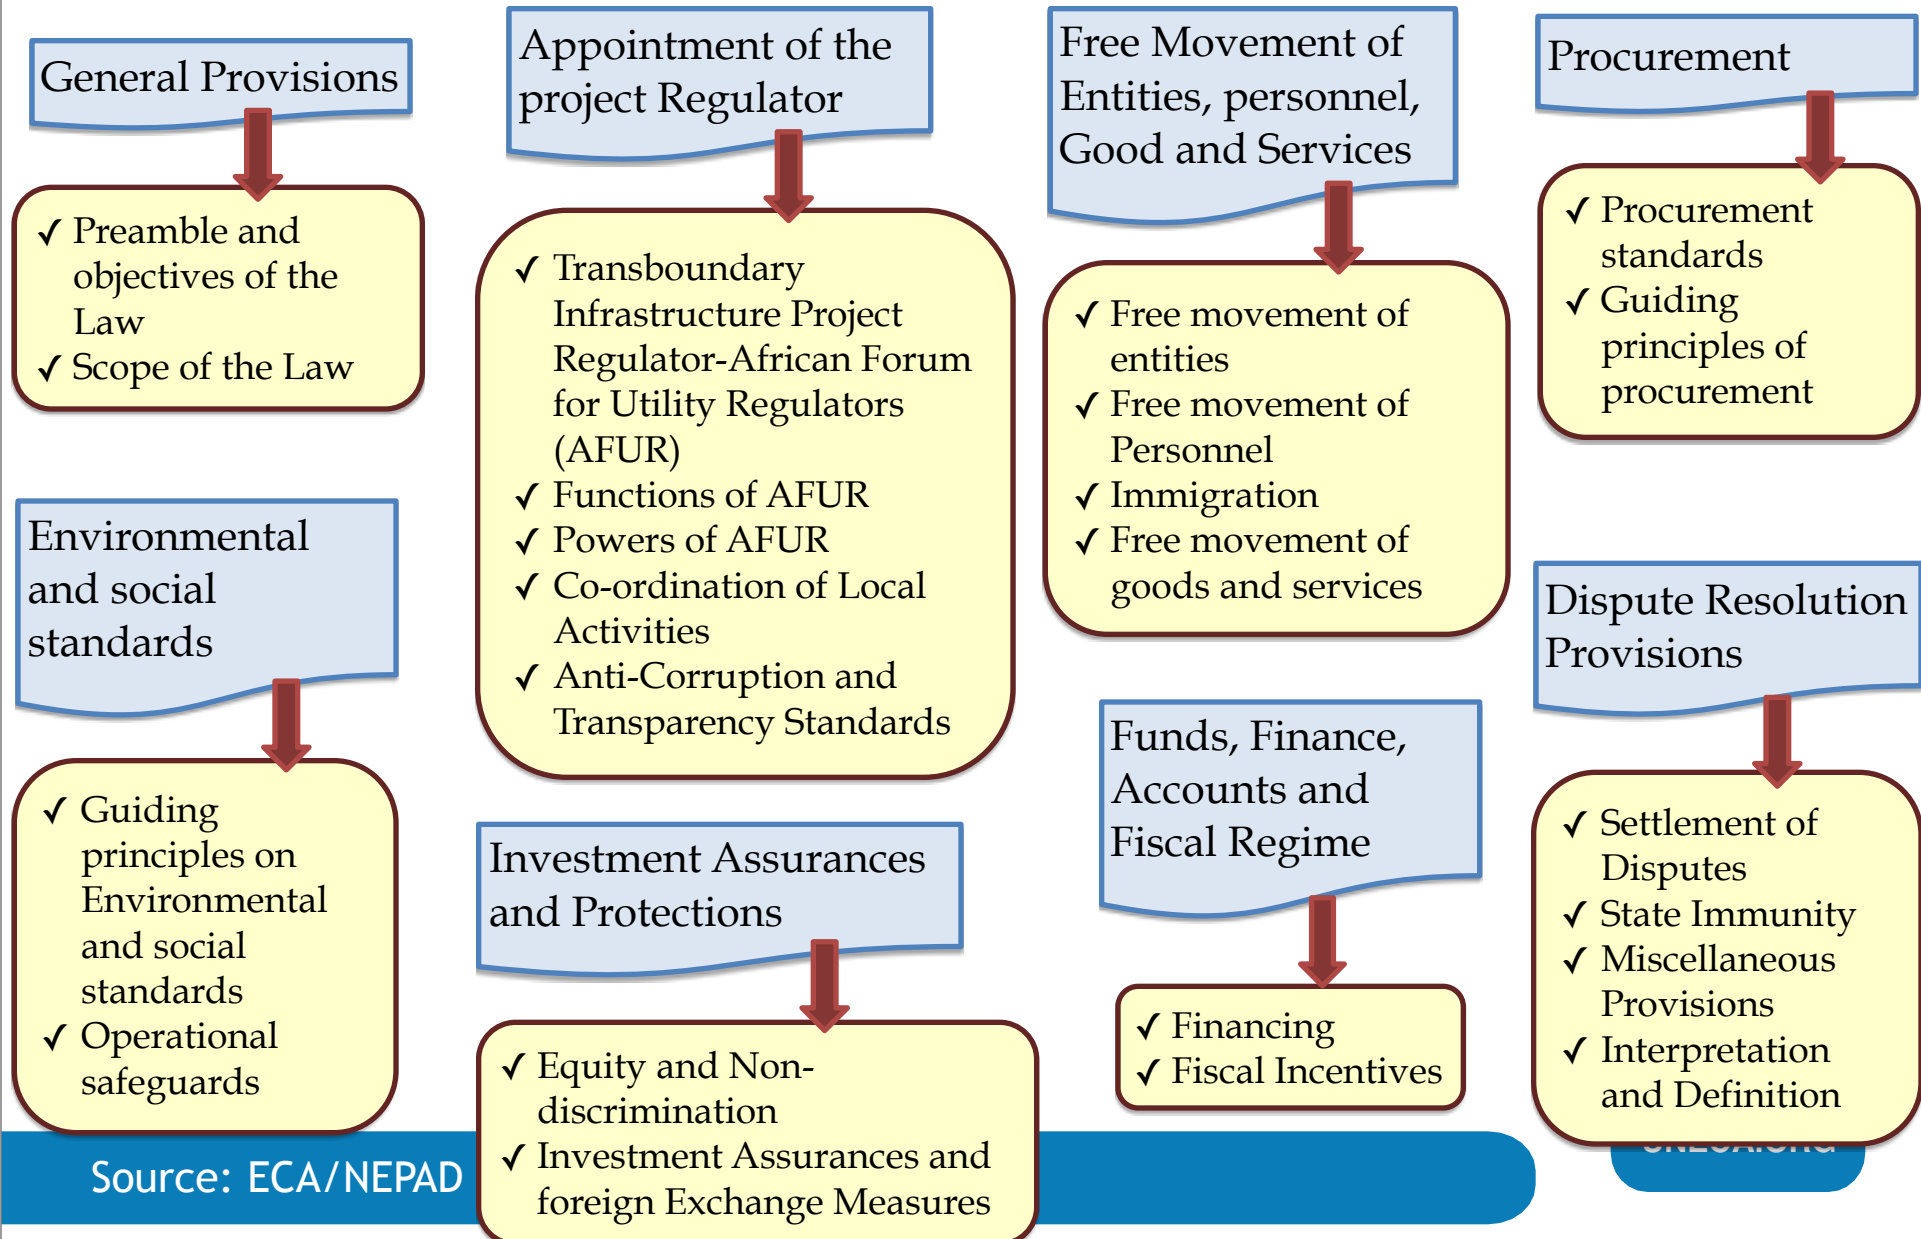 General Provisions
✓ Preamble and
objectives of the
Law
✓ Scope of the Law
Appointment of the
project Regulator
✓ Transboundary
Infrastructure Project
Regulator-African Forum
for Utility Regulators
(AFUR)
✓ Functions of AFUR
✓ Powers of AFUR
✓ Co-ordination of Local
Activities
✓ Anti-Corruption and
Transparency Standards
Free Movement of
Entities, personnel,
Good and Services
✓ Free movement of
entities
✓ Free movement of
Personnel
✓ Immigration
✓ Free movement of
goods and services
Procurement
✓ Procurement
standards
✓ Guiding
principles of
procurement
Environmental
and social
standards
✓ Guiding
principles on
Environmental
and social
standards
✓ Operational
safeguards
Investment Assurances
and Protections
✓ Equity and Non-
discrimination
✓ Investment Assurances and
foreign Exchange Measures
Funds, Finance,
Accounts and
Fiscal Regime
✓ Financing
✓ Fiscal Incentives
Dispute Resolution
Provisions
✓ Settlement of
Disputes
✓ State Immunity
✓ Miscellaneous
Provisions
✓ Interpretation
and Definition
Source: ECA/NEPAD